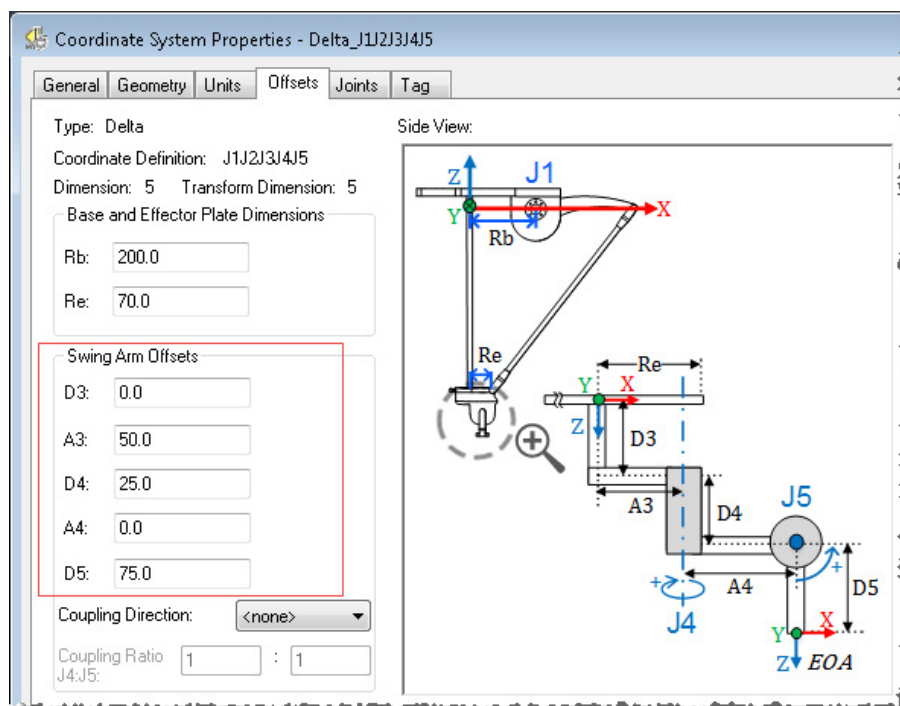 Coordinate System Properties - Delta_J1J2J3J4J5
General Geometry Units Offsets Joints Tag
Type: Delta
Coordinate Definition: J1J2J3J4J5
Dimension: 5 Transform Dimension: 5
Base and Effector Plate Dimensions
Rb: 200.0
Re: 70.0
Swing Arm Offsets
D3: 0.0
A3: 50.0
D4: 25.0
A4: 0.0
D5: 75.0
Coupling Direction: <none>
Coupling Ratio J4:J5: 1 : 1
Side View:
Z J1
Y X
Rb
Re
Re
Y X
Z D3
A3 D4 J5
+ A4 + D5
J4
Y X
Z EOA